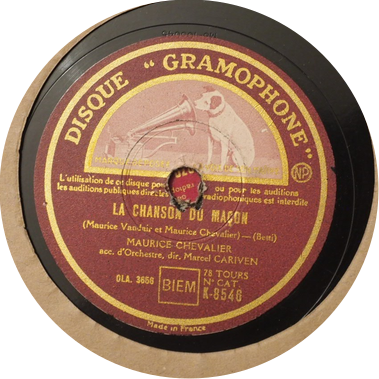 DISQUE "GRAMOPHONE"
NP
L'utilisation de ce disque pour ou pour les auditions
les auditions publiques radiophoniques est interdite
LA CHANSON DU MAÇON
(Maurice Vandair et Maurice Chevalier) — (Betti)
MAURICE CHEVALIER
acc. d'Orchestre, dir. Marcel CARIVEN
OLA. 3650
BIEM
78 TOURS
N° CAT.
K-8546
Made in France